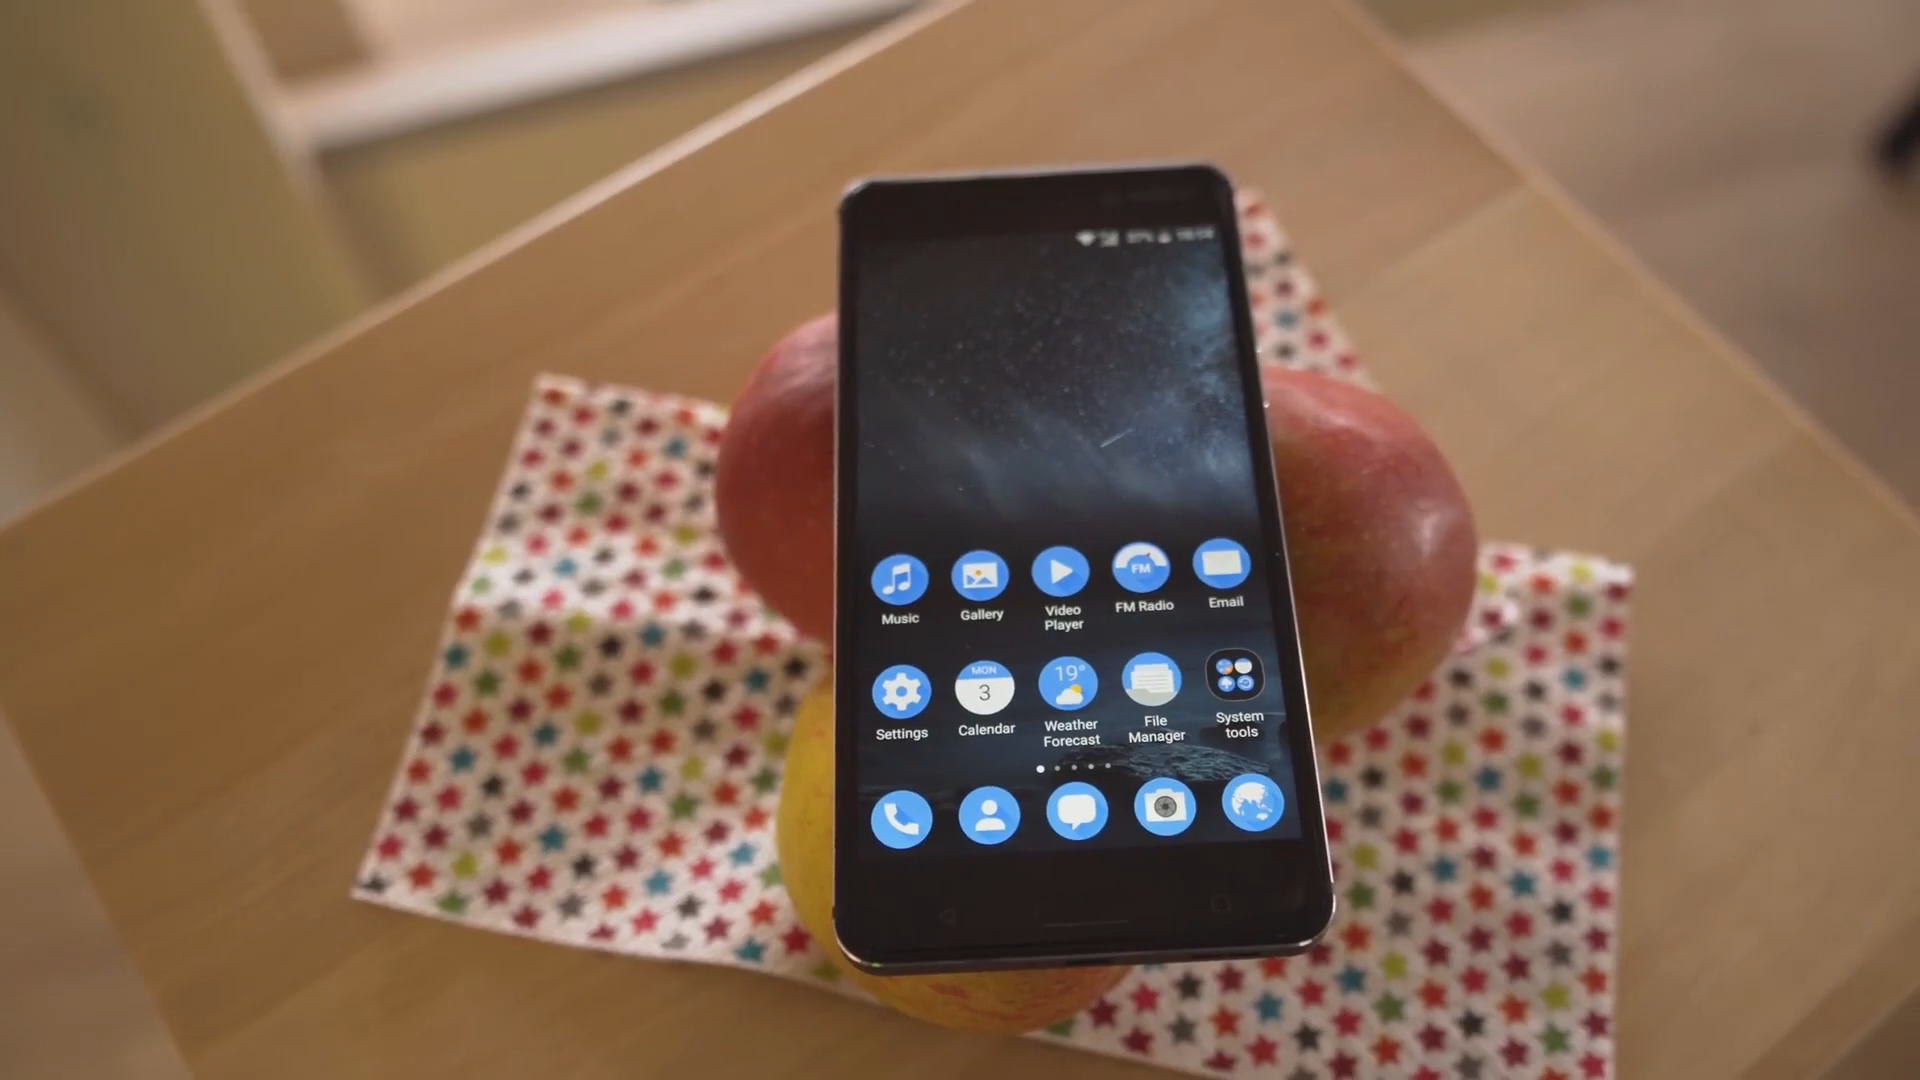 Music
Gallery
Video
Player
FM
FM Radio
Email
MON
3
19°
Settings
Calendar
Weather
Forecast
File
Manager
System
tools